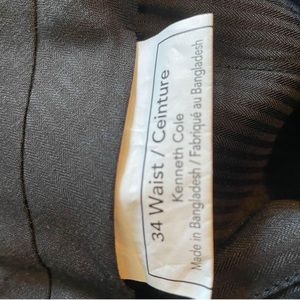 34 Waist / Ceinture
Kenneth Cole
Made in Bangladesh / Fabriqué au Bangladesh